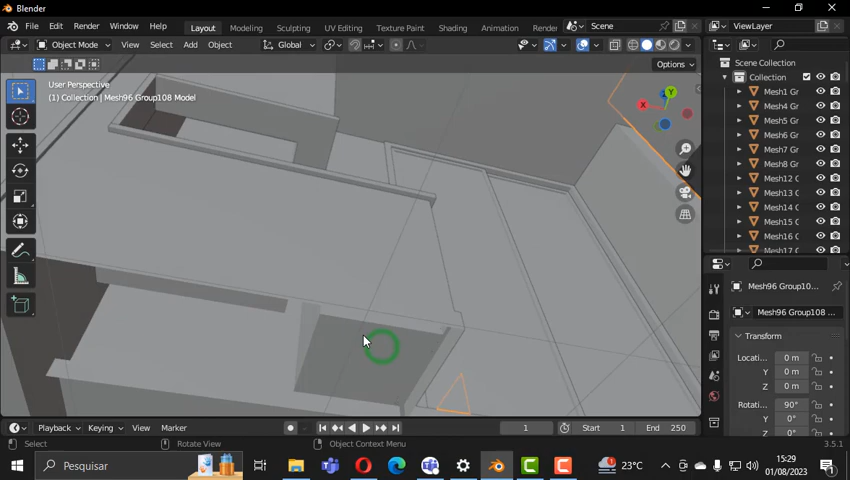 Blender
File Edit Render Window Help Layout Modeling Sculpting UV Editing Texture Paint Shading Animation Render Scene ViewLayer
Object Mode View Select Add Object Global
Options
User Perspective
(1) Collection | Mesh96 Group108 Model
X Y Z
Scene Collection
Collection
Mesh1 Gr
Mesh4 Gr
Mesh5 Gr
Mesh6 Gr
Mesh7 Gr
Mesh8 Gr
Mesh12 C
Mesh13 C
Mesh14 C
Mesh15 C
Mesh16 C
Mesh17 C
Mesh96 Group10...
Mesh96 Group108 ...
Transform
Locati... 0 m
Y 0 m
Z 0 m
Rotati... 90°
Y 0°
0°
Playback Keying View Marker 1 Start 1 End 250
Select Rotate View Object Context Menu 3.5.1
Pesquisar 23°C 15:29
01/08/2023